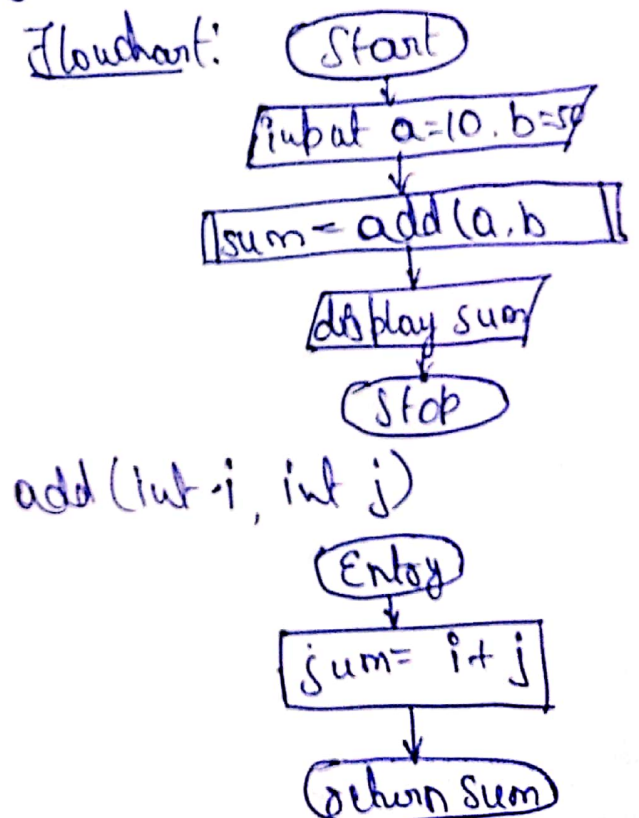 Flowchart:
Start
input a=10, b=50
sum = add(a,b
display sum
Stop
add (int i, int j)
Entry
sum = i+ j
return sum